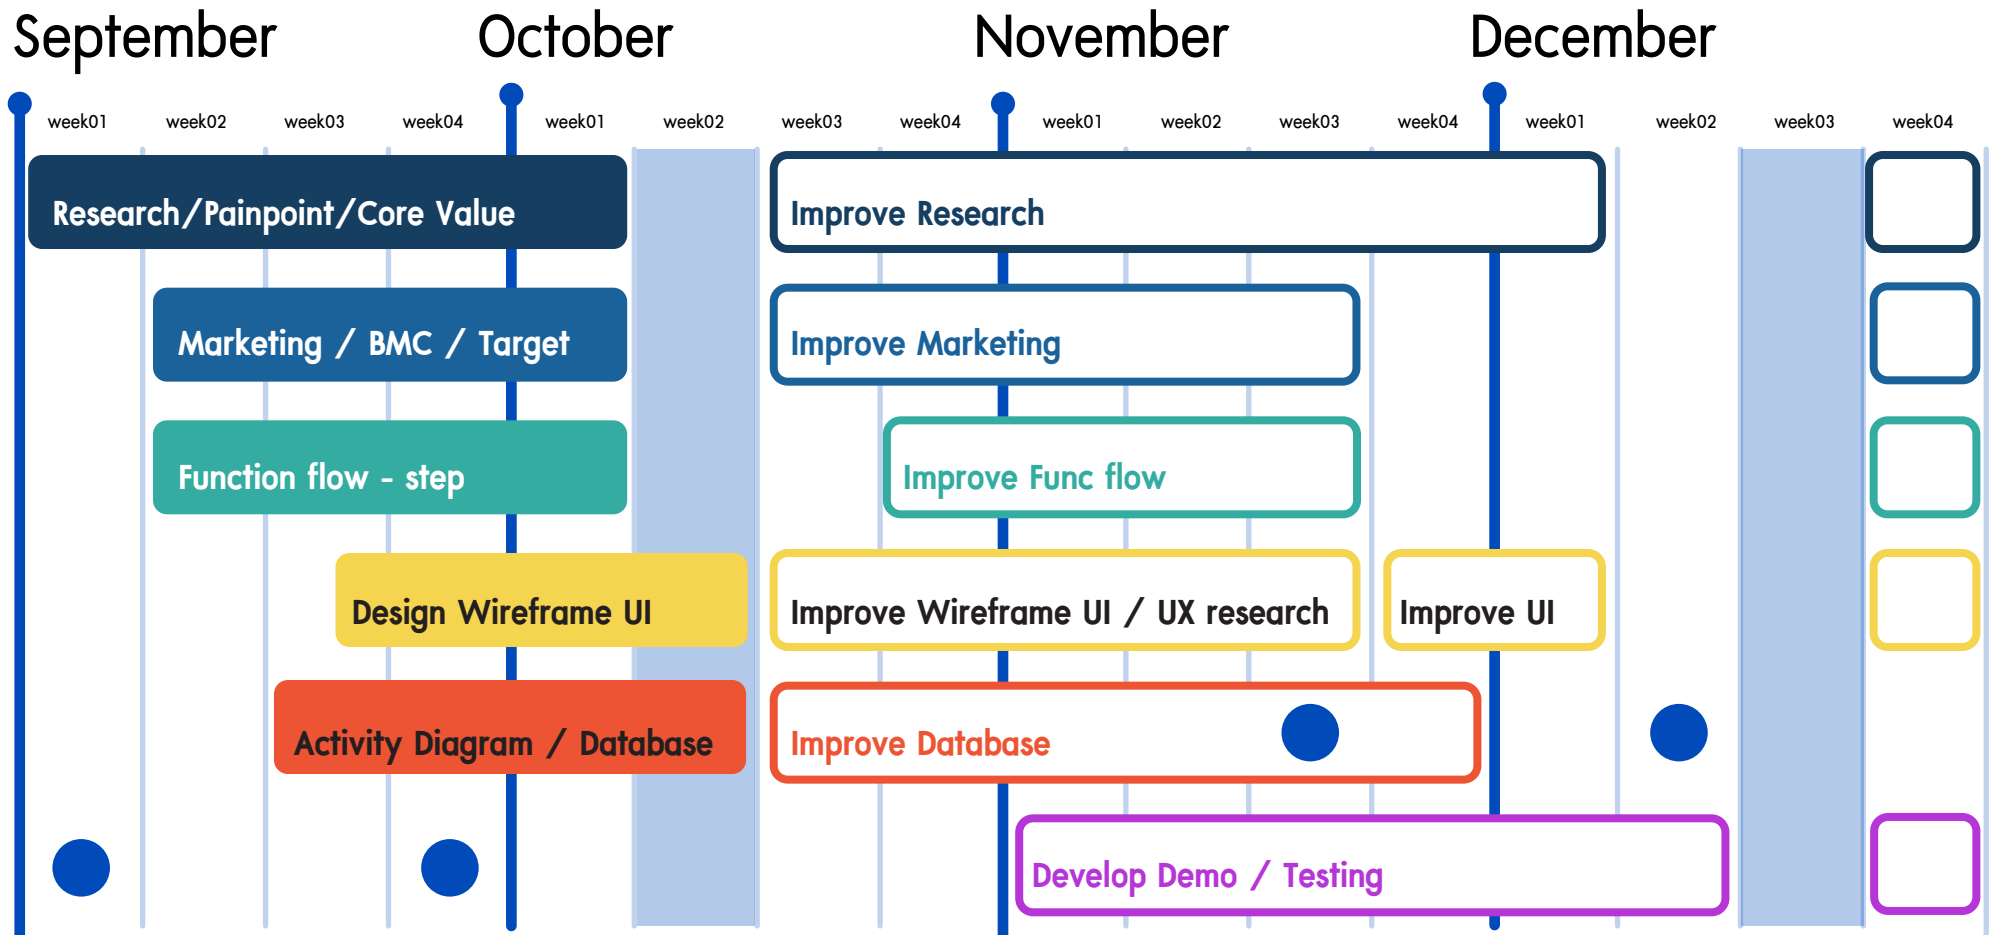 September October November December
week01 week02 week03 week04 week01 week02 week03 week04 week01 week02 week03 week04 week01 week02 week03 week04
Research/Painpoint/Core Value Improve Research
Marketing / BMC / Target Improve Marketing
Function flow - step Improve Func flow
Design Wireframe UI Improve Wireframe UI / UX research Improve UI
Activity Diagram / Database Improve Database
Develop Demo / Testing